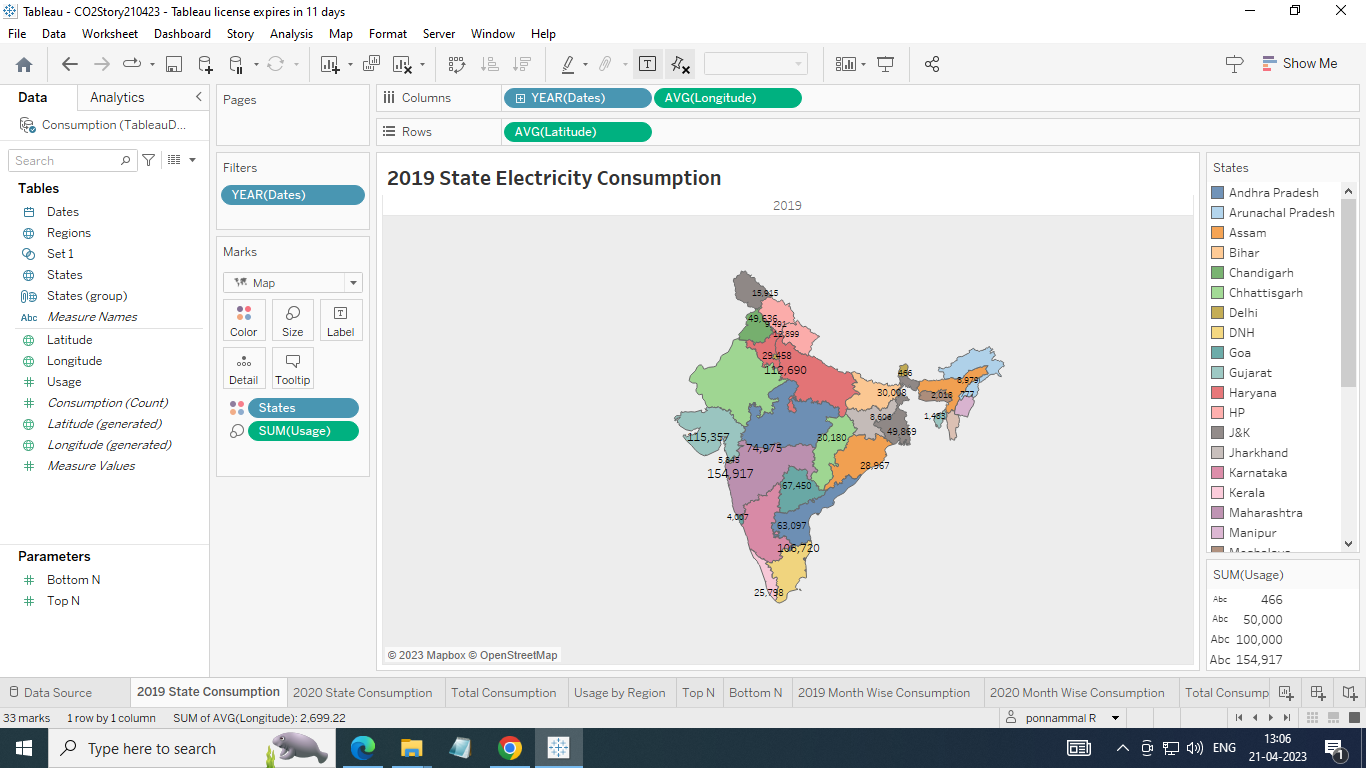 Tableau - CO2Story210423 - Tableau license expires in 11 days
File Data Worksheet Dashboard Story Analysis Map Format Server Window Help
Show Me
Data Analytics
Consumption (TableauD...
Search
Tables
Dates
Regions
Set 1
States
States (group)
Abc Measure Names
Latitude
Longitude
Usage
Consumption (Count)
Latitude (generated)
Longitude (generated)
Measure Values
Parameters
Bottom N
Top N
Pages
Filters
YEAR(Dates)
Marks
Map
Color Size Label
Detail Tooltip
States
SUM(Usage)
Columns YEAR(Dates) AVG(Longitude)
Rows AVG(Latitude)
2019 State Electricity Consumption
2019
15,915
49,636
9,491
12,899
29,458
112,690
466
8,979
30,008
2,016
777
1,435
8,606
49,869
115,357
30,180
74,975
5,845
154,917
28,967
67,450
4,007
63,097
106,720
25,798
© 2023 Mapbox © OpenStreetMap
States
Andhra Pradesh
Arunachal Pradesh
Assam
Bihar
Chandigarh
Chhattisgarh
Delhi
DNH
Goa
Gujarat
Haryana
HP
J&K
Jharkhand
Karnataka
Kerala
Maharashtra
Manipur
SUM(Usage)
Abc 466
Abc 50,000
Abc 100,000
Abc 154,917
Data Source 2019 State Consumption 2020 State Consumption Total Consumption Usage by Region Top N Bottom N 2019 Month Wise Consumption 2020 Month Wise Consumption Total Consump
33 marks 1 row by 1 column SUM of AVG(Longitude): 2,699.22 ponnammal R
Type here to search
ENG
13:06
21-04-2023
1